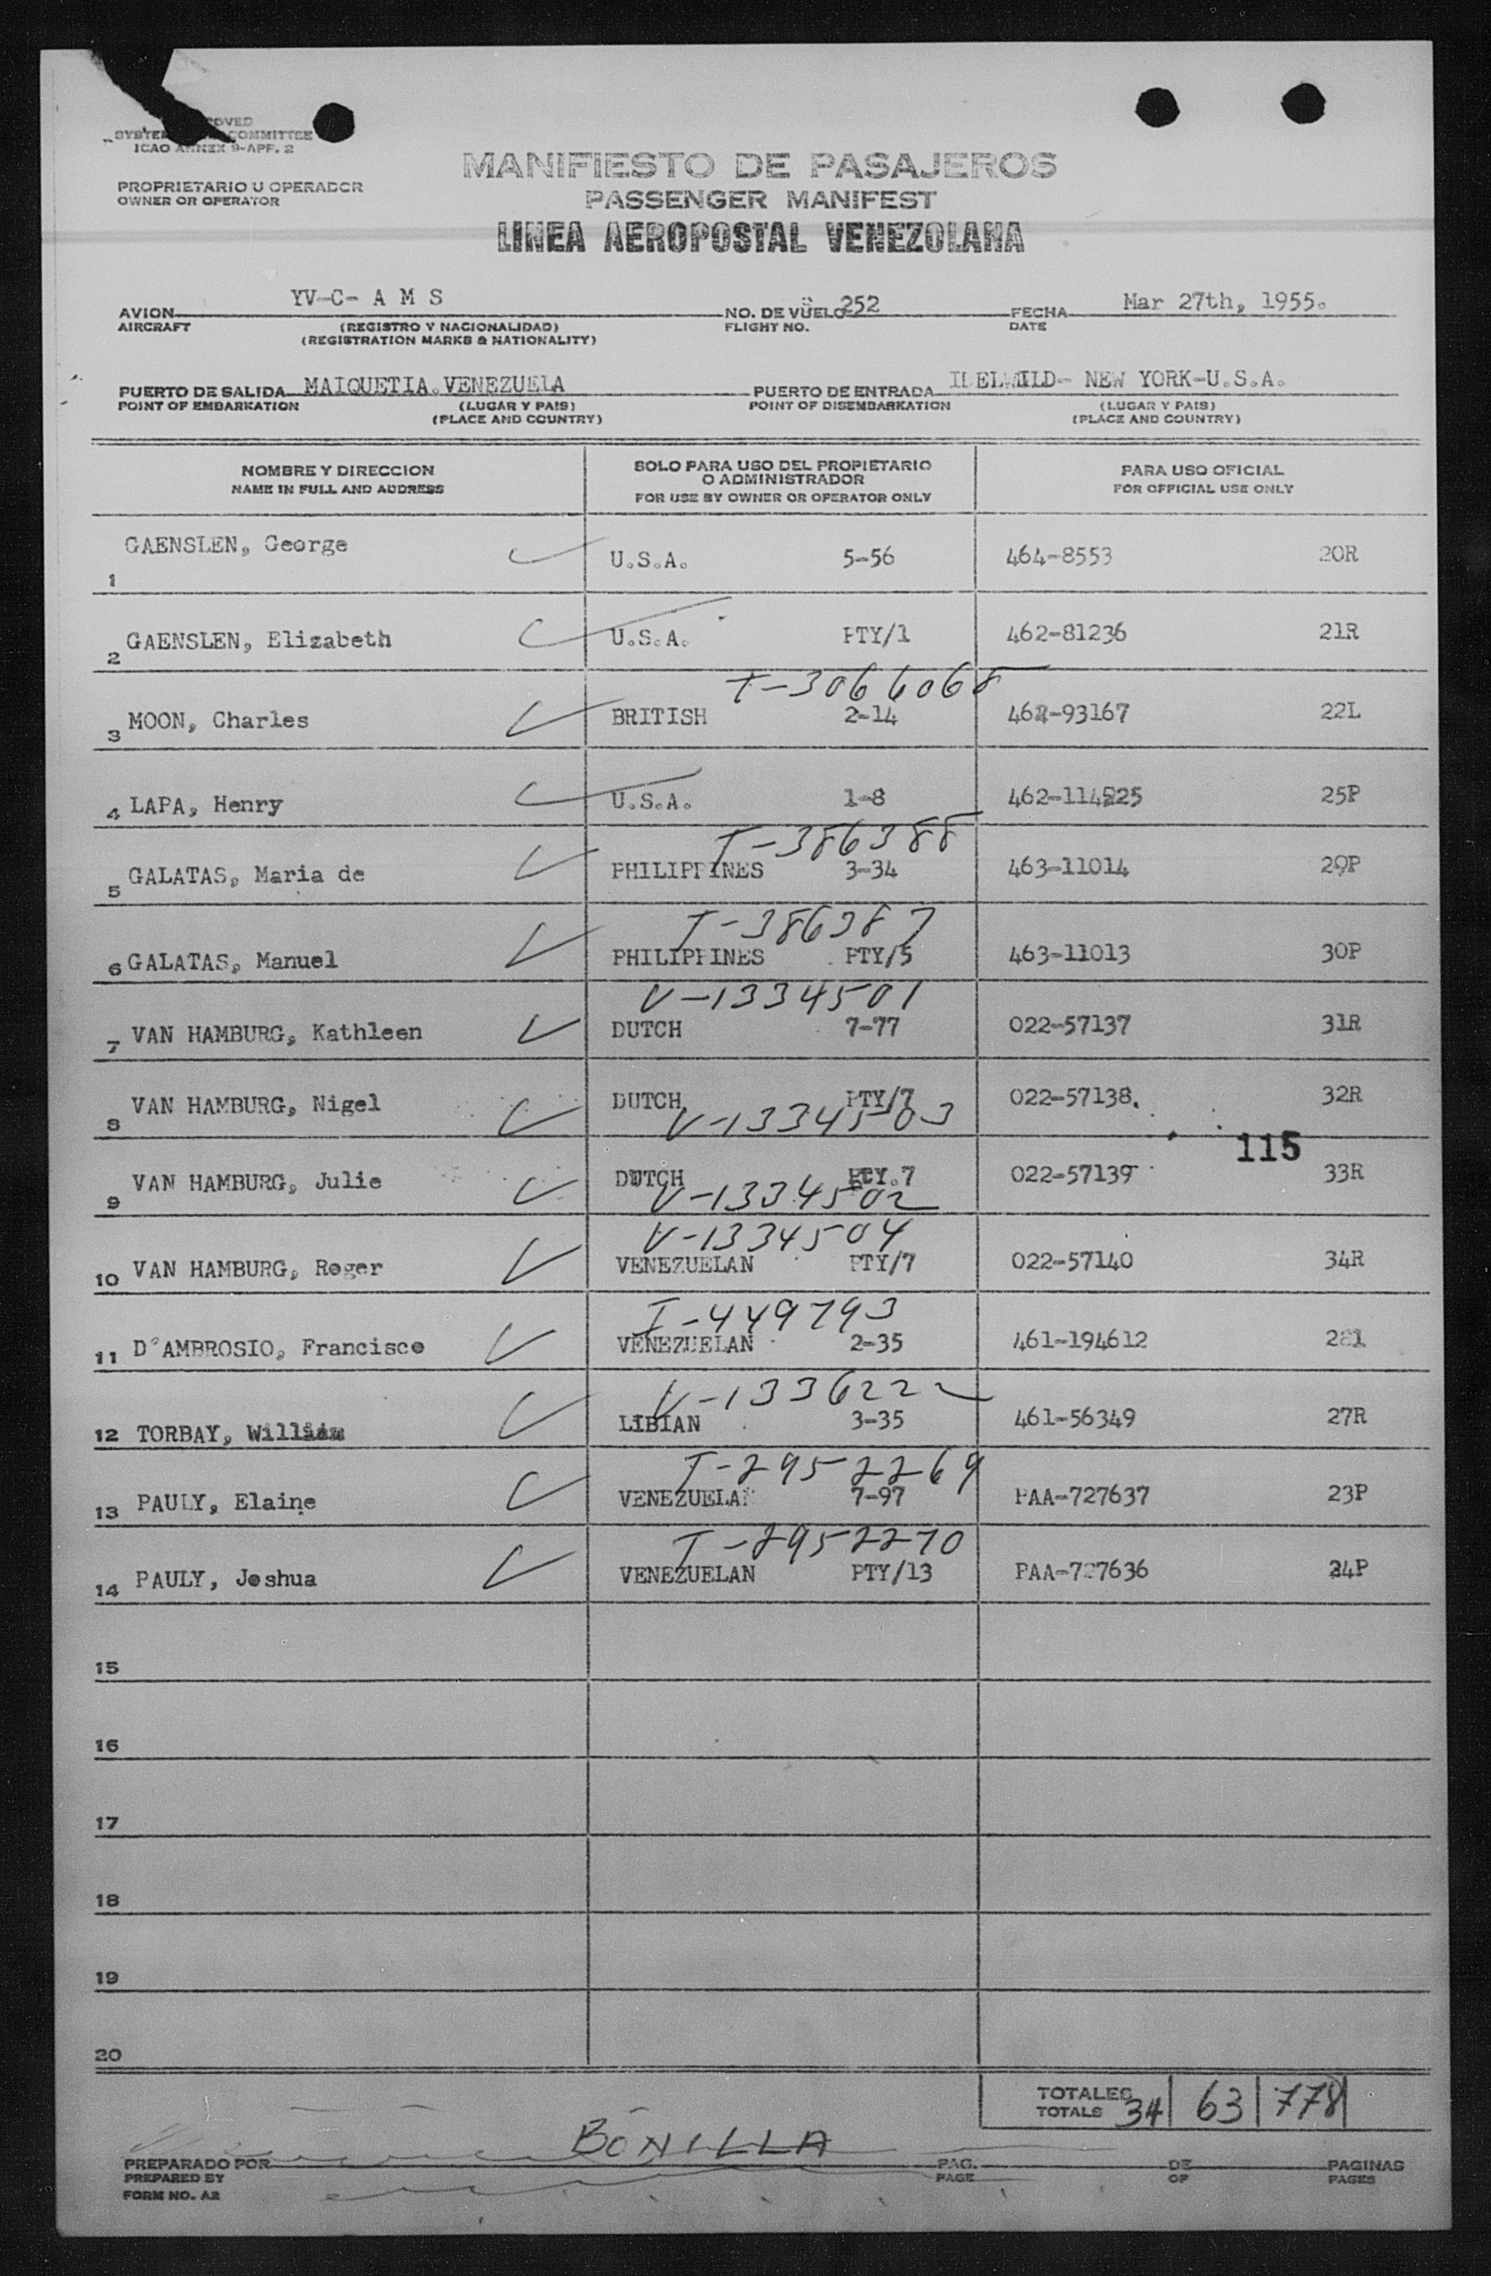 COMMITTEE
ICAO ANNEX 9-APP. 2
PROPRIETARIO U OPERADOR
OWNER OR OPERATOR
MANIFIESTO DE PASAJEROS
PASSENGER MANIFEST
LINEA AEROPOSTAL VENEZOLANA
AVION YV-C- A M S NO. DE VUELO 252 FECHA Mar 27th, 1955.
AIRCRAFT (REGISTRO Y NACIONALIDAD) FLIGHT NO. DATE
(REGISTRATION MARKS & NATIONALITY)
PUERTO DE SALIDA MAIQUETIA.VENEZUELA PUERTO DE ENTRADA IDELWILD- NEW YORK-U.S.A.
POINT OF EMBARKATION (LUGAR Y PAIS) POINT OF DISEMBARKATION (LUGAR Y PAIS)
(PLACE AND COUNTRY) (PLACE AND COUNTRY)
NOMBRE Y DIRECCION
NAME IN FULL AND ADDRESS
SOLO PARA USO DEL PROPIETARIO
O ADMINISTRADOR
FOR USE BY OWNER OR OPERATOR ONLY
PARA USO OFICIAL
FOR OFFICIAL USE ONLY
1 GAENSLEN, George U.S.A. 5-56 464-8553 20R
2 GAENSLEN, Elizabeth U.S.A. PTY/1 462-81236 21R
T-3066068
3 MOON, Charles BRITISH 2-14 462-93167 22L
4 LAPA, Henry U.S.A. 1-8 462-114225 25P
T-386388
5 GALATAS, Maria de PHILIPPINES 3-34 463-11014 29P
T-386387
6 GALATAS, Manuel PHILIPPINES PTY/5 463-11013 30P
V-1334501
7 VAN HAMBURG, Kathleen DUTCH 7-77 022-57137 31R
8 VAN HAMBURG, Nigel DUTCH PTY/7 022-57138. 32R
V-1334503
115
9 VAN HAMBURG, Julie DUTCH PTY.7 022-57139 33R
V-1334502
V-1334504
10 VAN HAMBURG, Roger VENEZUELAN PTY/7 022-57140 34R
T-449793
11 D'AMBROSIO, Francisco VENEZUELAN 2-35 461-194612
V-1336222
12 TORBAY, William LIBIAN 3-35 461-56349 27R
T-2952269
13 PAULY, Elaine VENEZUELAN 7-97 PAA-727637 23P
T-2952270
14 PAULY, Joshua VENEZUELAN PTY/13 PAA-727636 24P
15
16
17
18
19
20
TOTALES
TOTALS 34 63 778
BONILLA
PREPARADO POR PAG. DE PAGINAS
PREPARED BY PAGE OF PAGES
FORM NO. A2